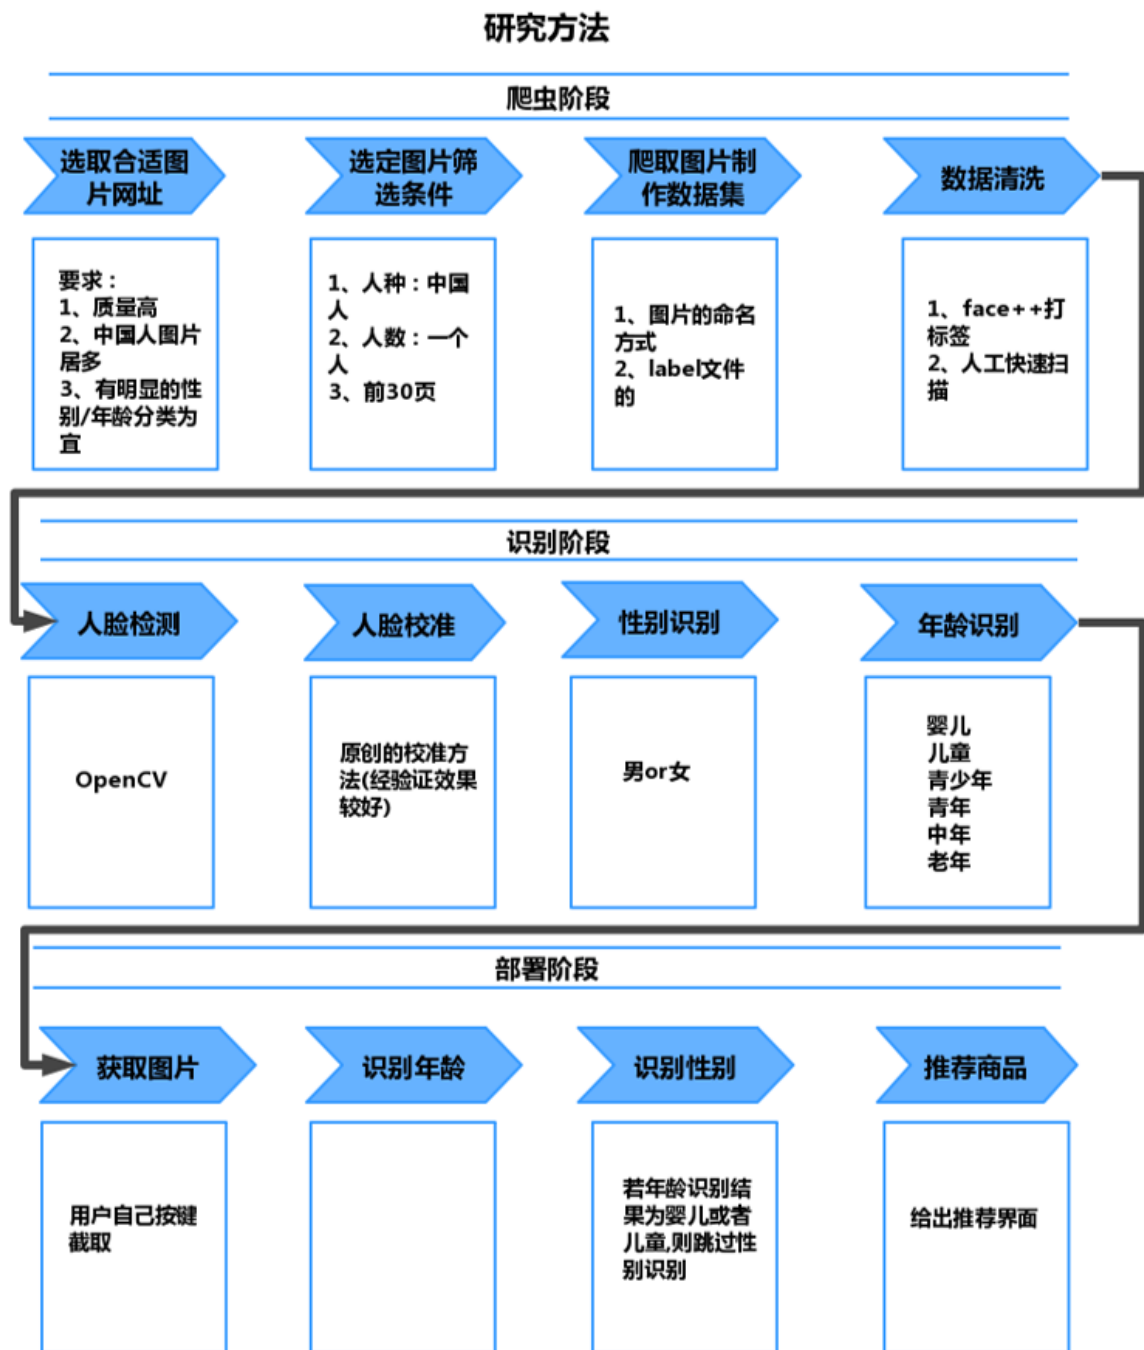 研究方法
爬虫阶段
选取合适图
片网址
选定图片筛
选条件
爬取图片制
作数据集
数据清洗
要求：
1、质量高
2、中国人图片
居多
3、有明显的性
别/年龄分类为
宜
1、人种：中国
人
2、人数：一个
人
3、前30页
1、图片的命名
方式
2、label文件
的
1、face++打
标签
2、人工快速扫
描
识别阶段
人脸检测
人脸校准
性别识别
年龄识别
OpenCV
原创的校准方
法(经验证效果
较好)
男or女
婴儿
儿童
青少年
青年
中年
老年
部署阶段
获取图片
识别年龄
识别性别
推荐商品
用户自己按键
截取
若年龄识别结
果为婴儿或者
儿童,则跳过性
别识别
给出推荐界面